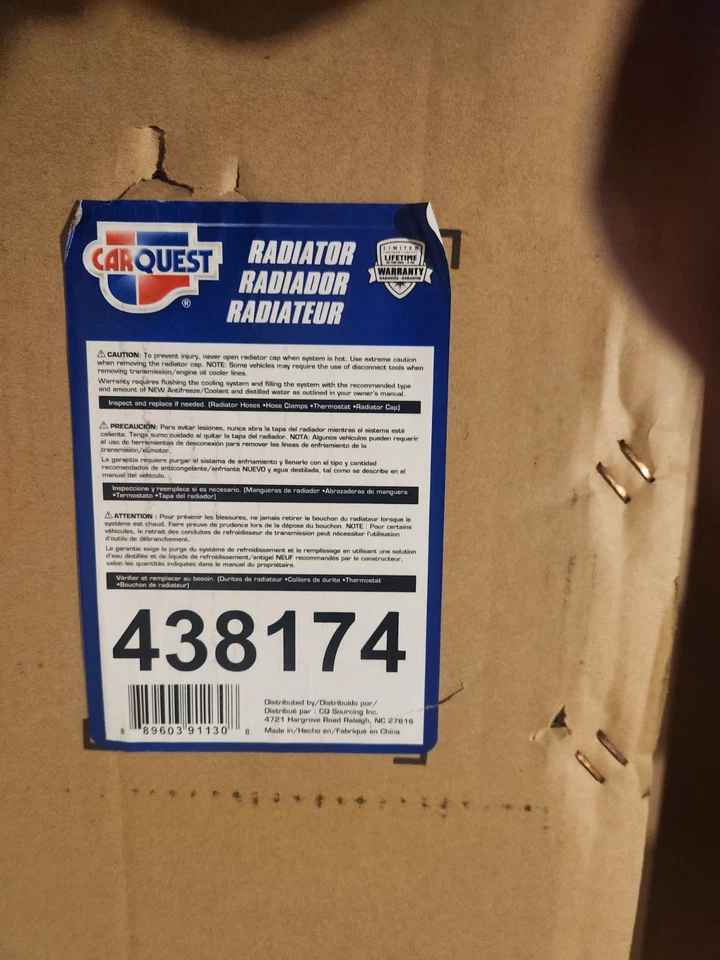 CARQUEST
®
RADIATOR
RADIADOR
RADIATEUR
LIMITED
LIFETIME
WARRANTY
⚠ CAUTION: To prevent injury, never open radiator cap when system is hot. Use extreme caution
when removing the radiator cap. NOTE: Some vehicles may require the use of disconnect tools when
removing transmission/engine oil cooler lines.
Warranty requires flushing the cooling system and filling the system with the recommended type
and amount of NEW Antifreeze/Coolant and distilled water as outlined in your owner's manual.
Inspect and replace if needed. (Radiator Hoses •Hose Clamps •Thermostat •Radiator Cap)
⚠ PRECAUCIÓN: Para evitar lesiones, nunca abra la tapa del radiador mientras el sistema esté
caliente. Tenga sumo cuidado al quitar la tapa del radiador. NOTA: Algunos vehículos pueden requerir
el uso de herramientas de desconexión para remover las líneas de enfriamiento de la
transmisión/elmotor.
La garantía requiere purgar el sistema de enfriamiento y llenarlo con el tipo y cantidad
recomendados de anticongelante/enfriante NUEVO y agua destilada, tal como se describe en el
manual del vehículo.
Inspeccione y reemplace si es necesario. (Mangueras de radiador •Abrazaderas de manguera
•Termostato •Tapa del radiador)
⚠ ATTENTION : Pour prévenir les blessures, ne jamais retirer le bouchon du radiateur lorsque le
système est chaud. Faire preuve de prudence lors de la dépose du bouchon. NOTE : Pour certains
véhicules, le retrait des conduites de refroidisseur de transmission peut nécessiter l'utilisation
d'outils de débranchement.
La garantie exige la purge du système de refroidissement et le remplissage en utilisant une solution
d'eau distillée et de liquide de refroidissement/antigel NEUF recommandés par le constructeur,
selon les quantités indiquées dans le manuel du propriétaire.
Vérifier et remplacer au besoin. (Durites de radiateur •Colliers de durite •Thermostat
•Bouchon de radiateur)
438174
8 89603 91130 8
Distributed by/Distribuido por/
Distribué par : CQ Sourcing Inc.
4721 Hargrove Road Raleigh, NC 27616
Made in/Hecho en/Fabriqué en China